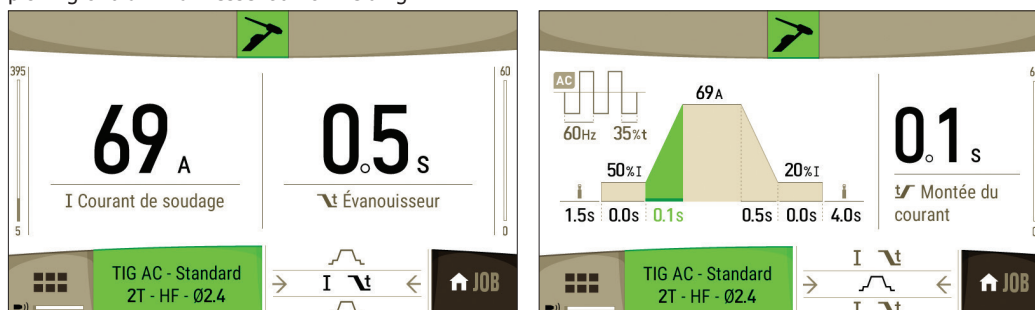 395
60
69 A
0.5 s
I Courant de soudage
t Évanouisseur
5
0
TIG AC - Standard
2T - HF - Ø2.4
I t
JOB
AC
60Hz 35%t
69A
50%I
20%I
1.5s 0.0s 0.1s 0.5s 0.0s 4.0s
0.1 s
t Montée du
courant
TIG AC - Standard
2T - HF - Ø2.4
I t
I t
JOB